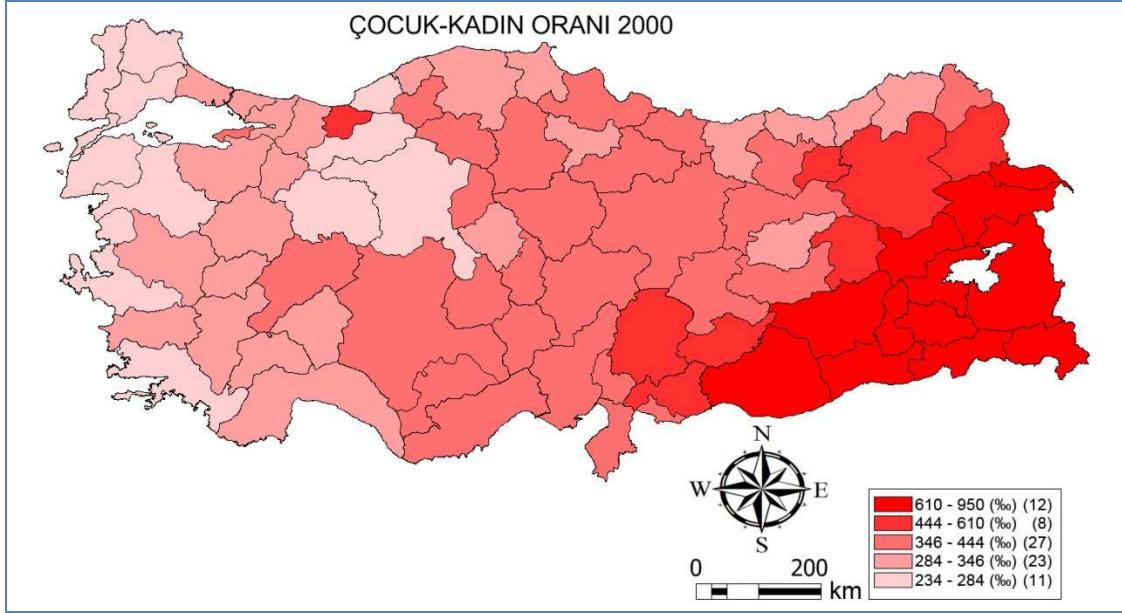 ÇOCUK-KADIN ORANI 2000
N
W E
S
0 200
km
610 - 950 (‰) (12)
444 - 610 (‰) (8)
346 - 444 (‰) (27)
284 - 346 (‰) (23)
234 - 284 (‰) (11)